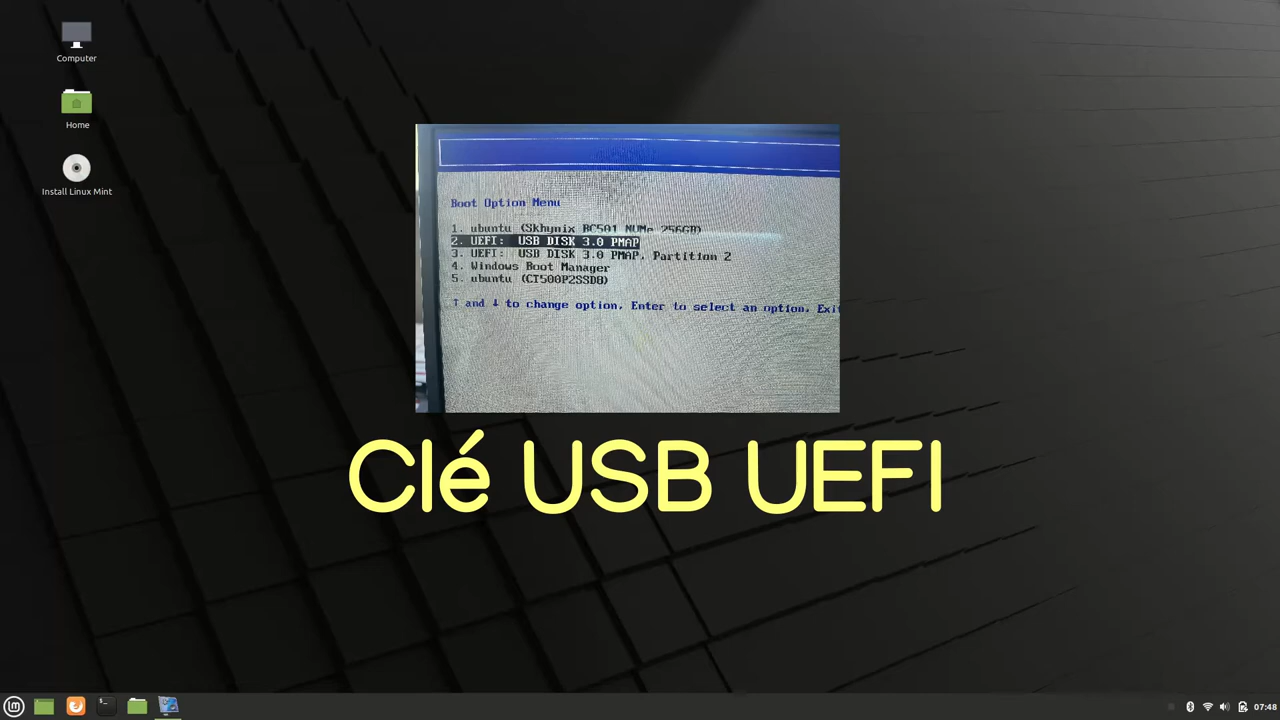 Computer
Home
Install Linux Mint
Boot Option Menu
1. ubuntu (SKhynix BC501 NVMe 256GB)
2. UEFI: USB DISK 3.0 PMAP
3. UEFI: USB DISK 3.0 PMAP, Partition 2
4. Windows Boot Manager
5. ubuntu (CT500P2SSD8)
↑ and ↓ to change option, Enter to select an option, Exi
Clé USB UEFI
07:48